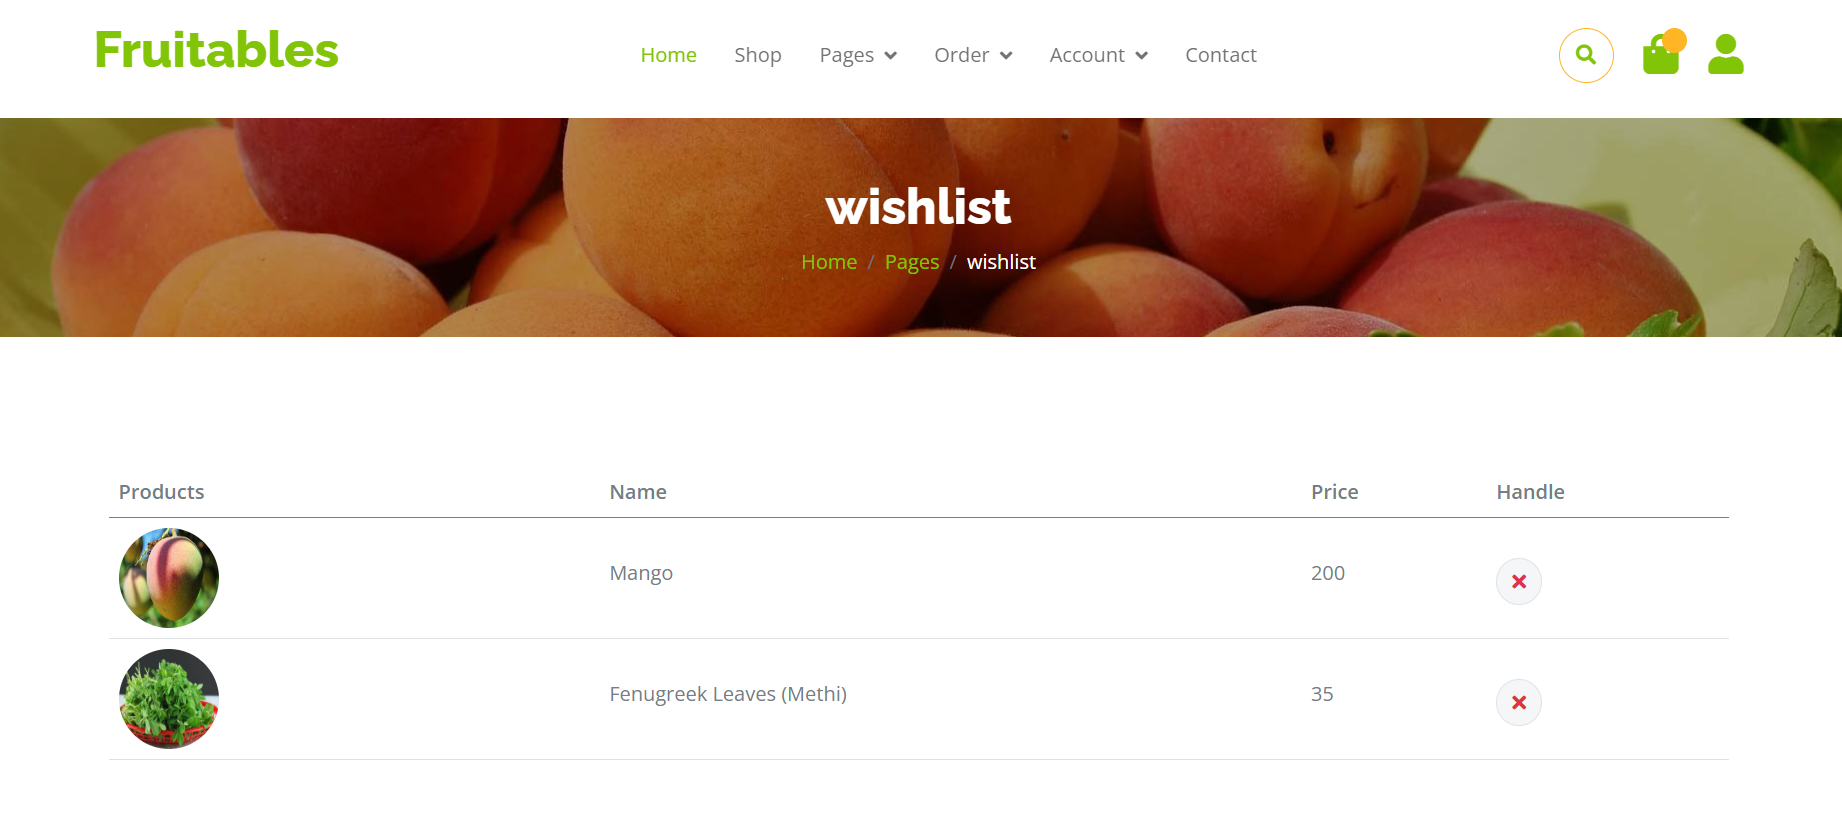 Fruitables
Home Shop Pages Order Account Contact
wishlist
Home / Pages / wishlist
Products Name Price Handle
Mango 200
Fenugreek Leaves (Methi) 35